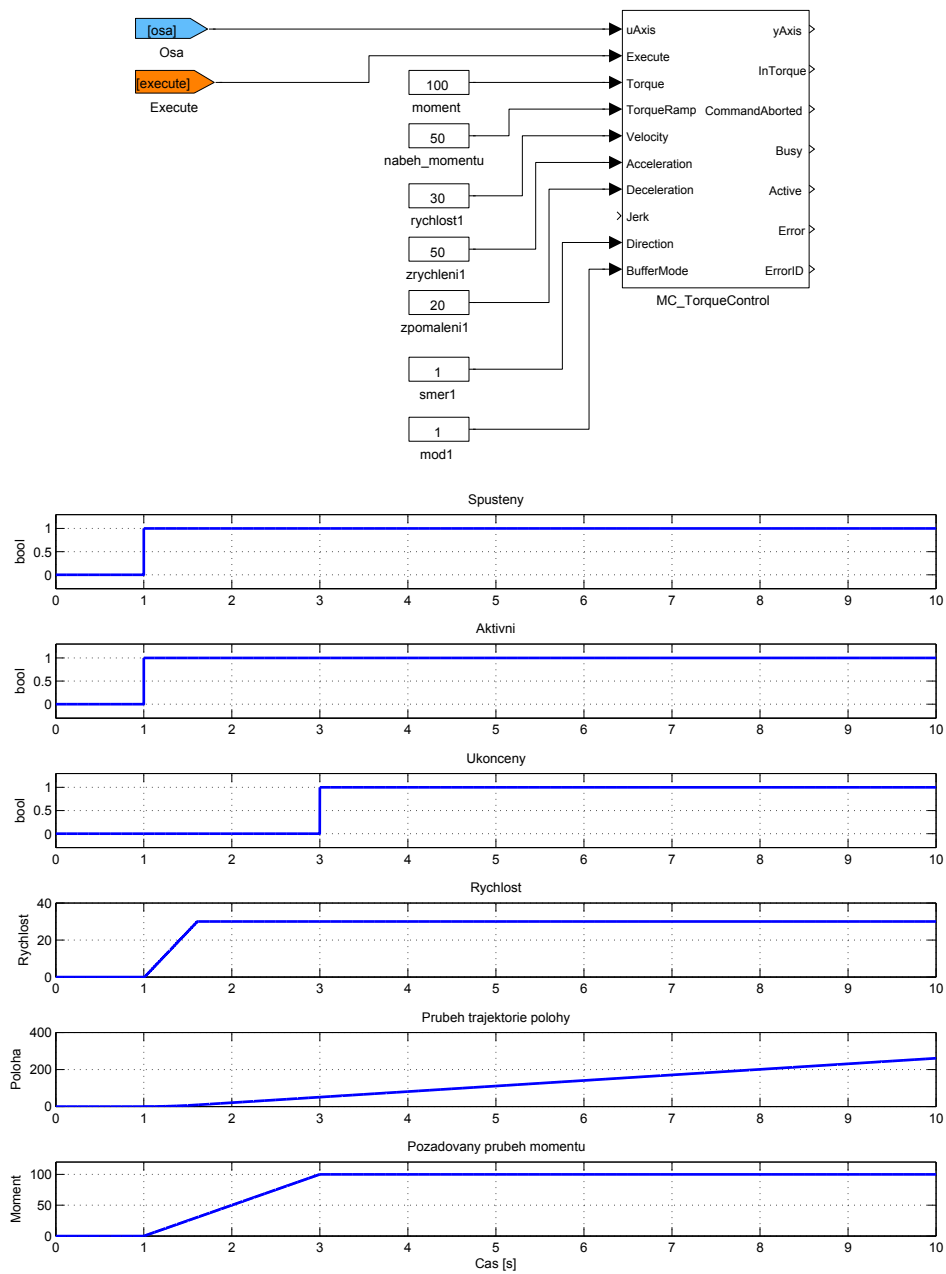 [osa]
Osa
[execute]
Execute
100
moment
50
nabeh_momentu
30
rychlost1
50
zrychleni1
20
zpomaleni1
1
smer1
1
mod1
uAxis
Execute
Torque
TorqueRamp
Velocity
Acceleration
Deceleration
Jerk
Direction
BufferMode
yAxis
InTorque
CommandAborted
Busy
Active
Error
ErrorID
MC_TorqueControl
Spusteny
bool
1
0.5
0
0 1 2 3 4 5 6 7 8 9 10
Aktivni
bool
1
0.5
0
0 1 2 3 4 5 6 7 8 9 10
Ukonceny
bool
1
0.5
0
0 1 2 3 4 5 6 7 8 9 10
Rychlost
Rychlost
40
20
0
0 1 2 3 4 5 6 7 8 9 10
Prubeh trajektorie polohy
Poloha
400
200
0
0 1 2 3 4 5 6 7 8 9 10
Pozadovany prubeh momentu
Moment
100
50
0
0 1 2 3 4 5 6 7 8 9 10
Cas [s]